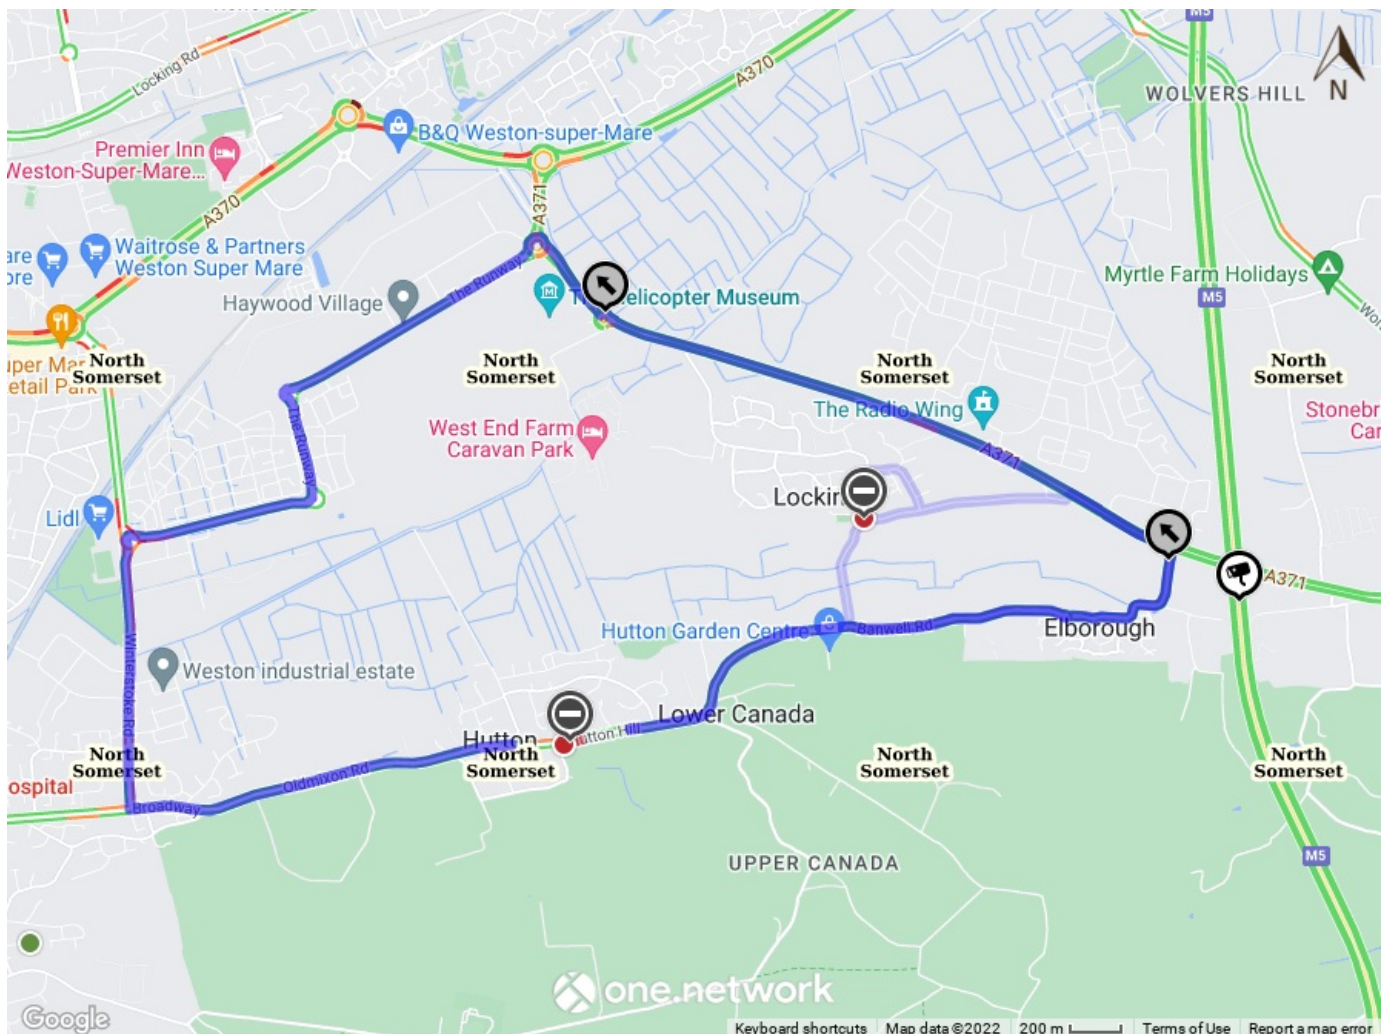 M5
Locking Rd
A370
WOLVERS HILL
N
B&Q Weston-super-Mare
Premier Inn
Weston-Super-Mare...
A371
A370
Waitrose & Partners
Weston Super Mare
The Runway
Haywood Village
Helicopter Museum
Myrtle Farm Holidays
M5
North
Somerset
North
Somerset
North
Somerset
North
Somerset
The Radio Wing
The Runway
West End Farm
Caravan Park
A371
Lidl
A371
Hutton Garden Centre
Banwell Rd
Elborough
Winterstoke Rd
Weston industrial estate
Lower Canada
Hutton
North
Somerset
North
Somerset
North
Somerset
North
Somerset
Oldmixon Rd
Broadway
UPPER CANADA
M5
one.network
Google
Keyboard shortcuts
Map data ©2022
200 m
Terms of Use
Report a map error